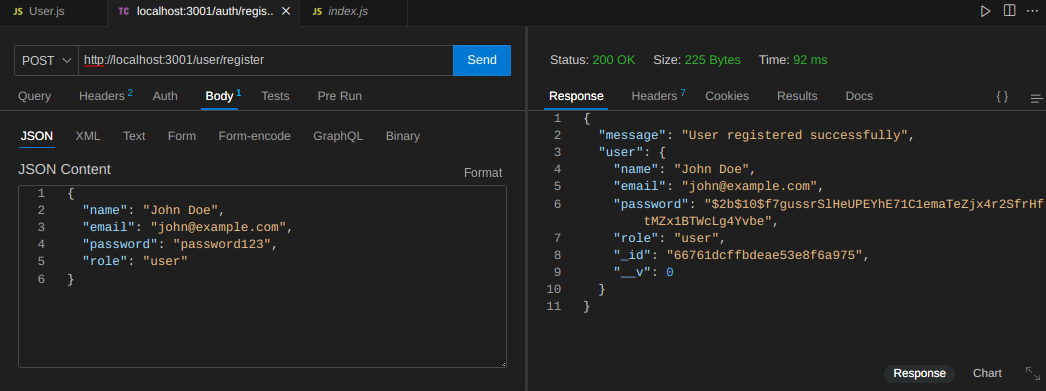 JS User.js TC localhost:3001/auth/regis.. × JS index.js
POST http://localhost:3001/user/register Send
Query Headers 2 Auth Body 1 Tests Pre Run
JSON XML Text Form Form-encode GraphQL Binary
JSON Content Format
1 {
2 "name": "John Doe",
3 "email": "john@example.com",
4 "password": "password123",
5 "role": "user"
6 }
Status: 200 OK Size: 225 Bytes Time: 92 ms
Response Headers 7 Cookies Results Docs { }
1 {
2 "message": "User registered successfully",
3 "user": {
4 "name": "John Doe",
5 "email": "john@example.com",
6 "password": "$2b$10$f7gussrSlHeUPEYhE71C1emaTeZjx4r2SfrHf
tMZx1BTWcLg4Yvbe",
7 "role": "user",
8 "_id": "66761dcffbdeae53e8f6a975",
9 "__v": 0
10 }
11 }
Response Chart